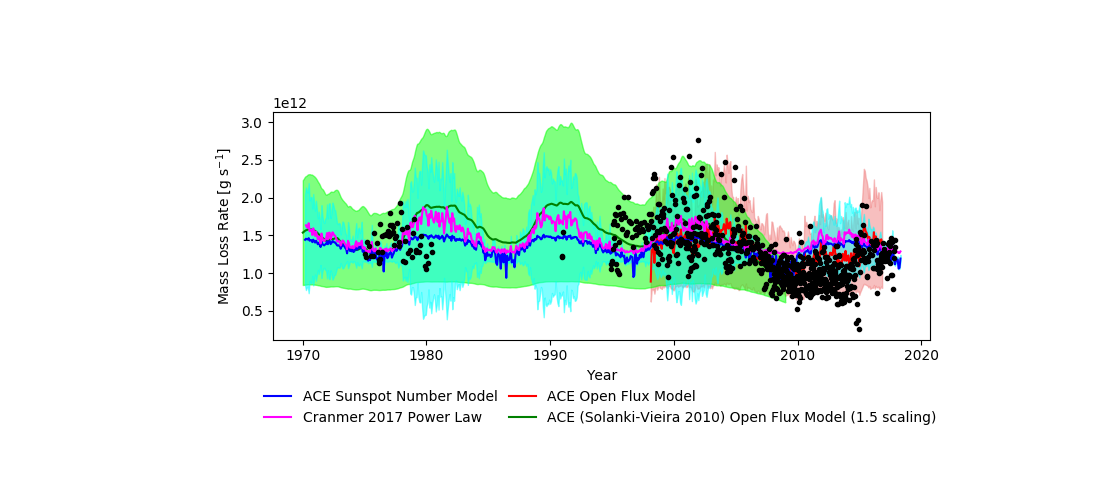 1e12
3.0
2.5
2.0
1.5
1.0
0.5
Mass Loss Rate [g s⁻¹]
1970 1980 1990 2000 2010 2020
Year
ACE Sunspot Number Model ACE Open Flux Model
Cranmer 2017 Power Law ACE (Solanki-Vieira 2010) Open Flux Model (1.5 scaling)